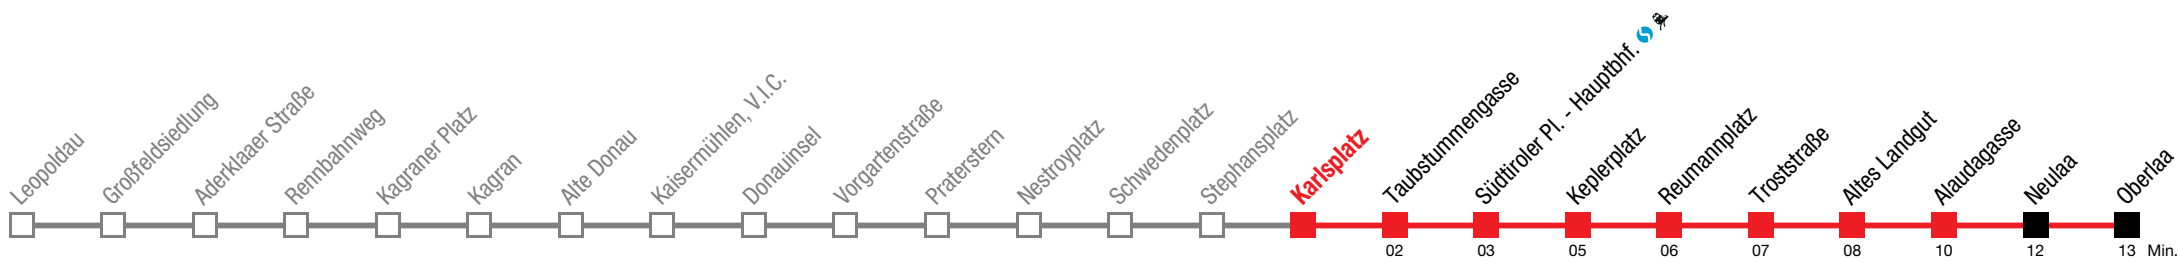 Leopoldau
Großfeldsiedlung
Aderklaaer Straße
Rennbahnweg
Kagraner Platz
Kagran
Alte Donau
Kaisermühlen, V.I.C.
Donauinsel
Vorgartenstraße
Praterstern
Nestroyplatz
Schwedenplatz
Stephansplatz
Karlsplatz
Taubstummengasse
Südtiroler Pl. - Hauptbhf.
Keplerplatz
Reumannplatz
Troststraße
Altes Landgut
Alaudagasse
Neulaa
Oberlaa
02 03 05 06 07 08 10 12 13 Min.